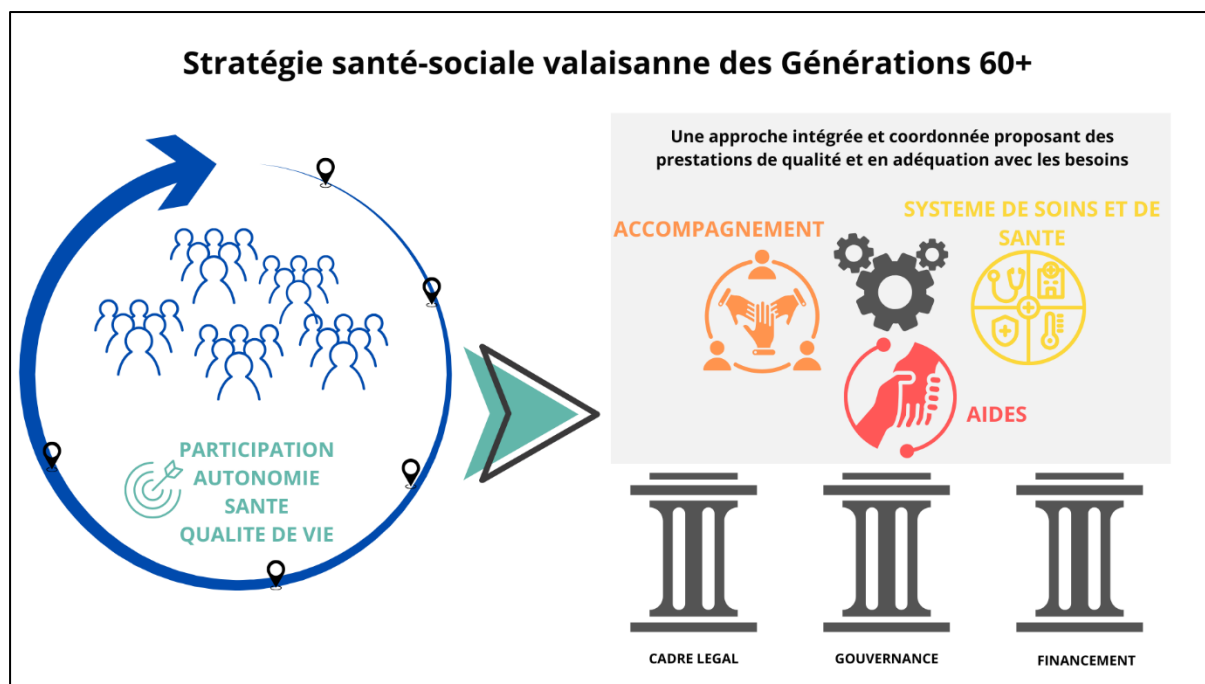 Stratégie santé-sociale valaisanne des Générations 60+
PARTICIPATION
AUTONOMIE
SANTE
QUALITE DE VIE
Une approche intégrée et coordonnée proposant des
prestations de qualité et en adéquation avec les besoins
ACCOMPAGNEMENT
SYSTEME DE SOINS ET DE
SANTE
AIDES
CADRE LEGAL
GOUVERNANCE
FINANCEMENT